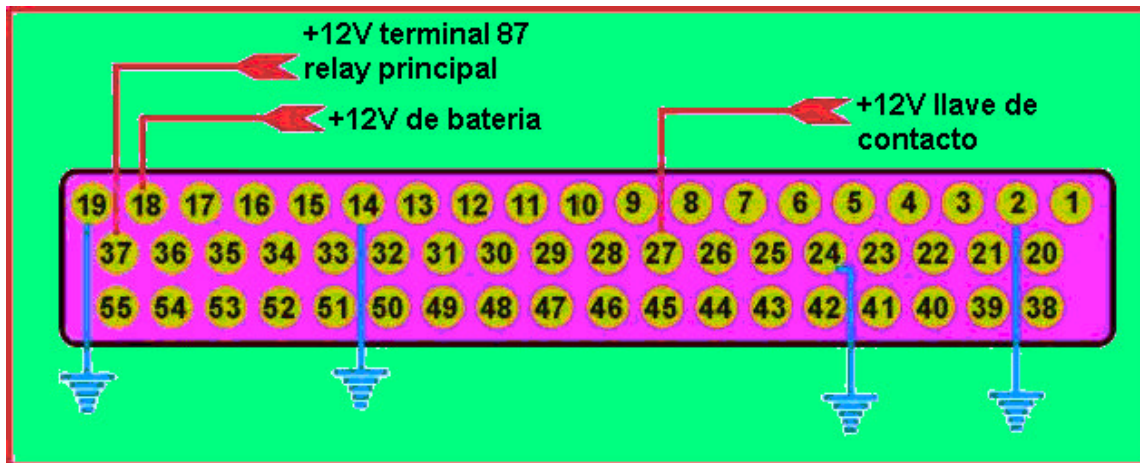 +12V terminal 87
relay principal
+12V de bateria
+12V llave de
contacto
19 18 17 16 15 14 13 12 11 10 9 8 7 6 5 4 3 2 1
37 36 35 34 33 32 31 30 29 28 27 26 25 24 23 22 21 20
55 54 53 52 51 50 49 48 47 46 45 44 43 42 41 40 39 38